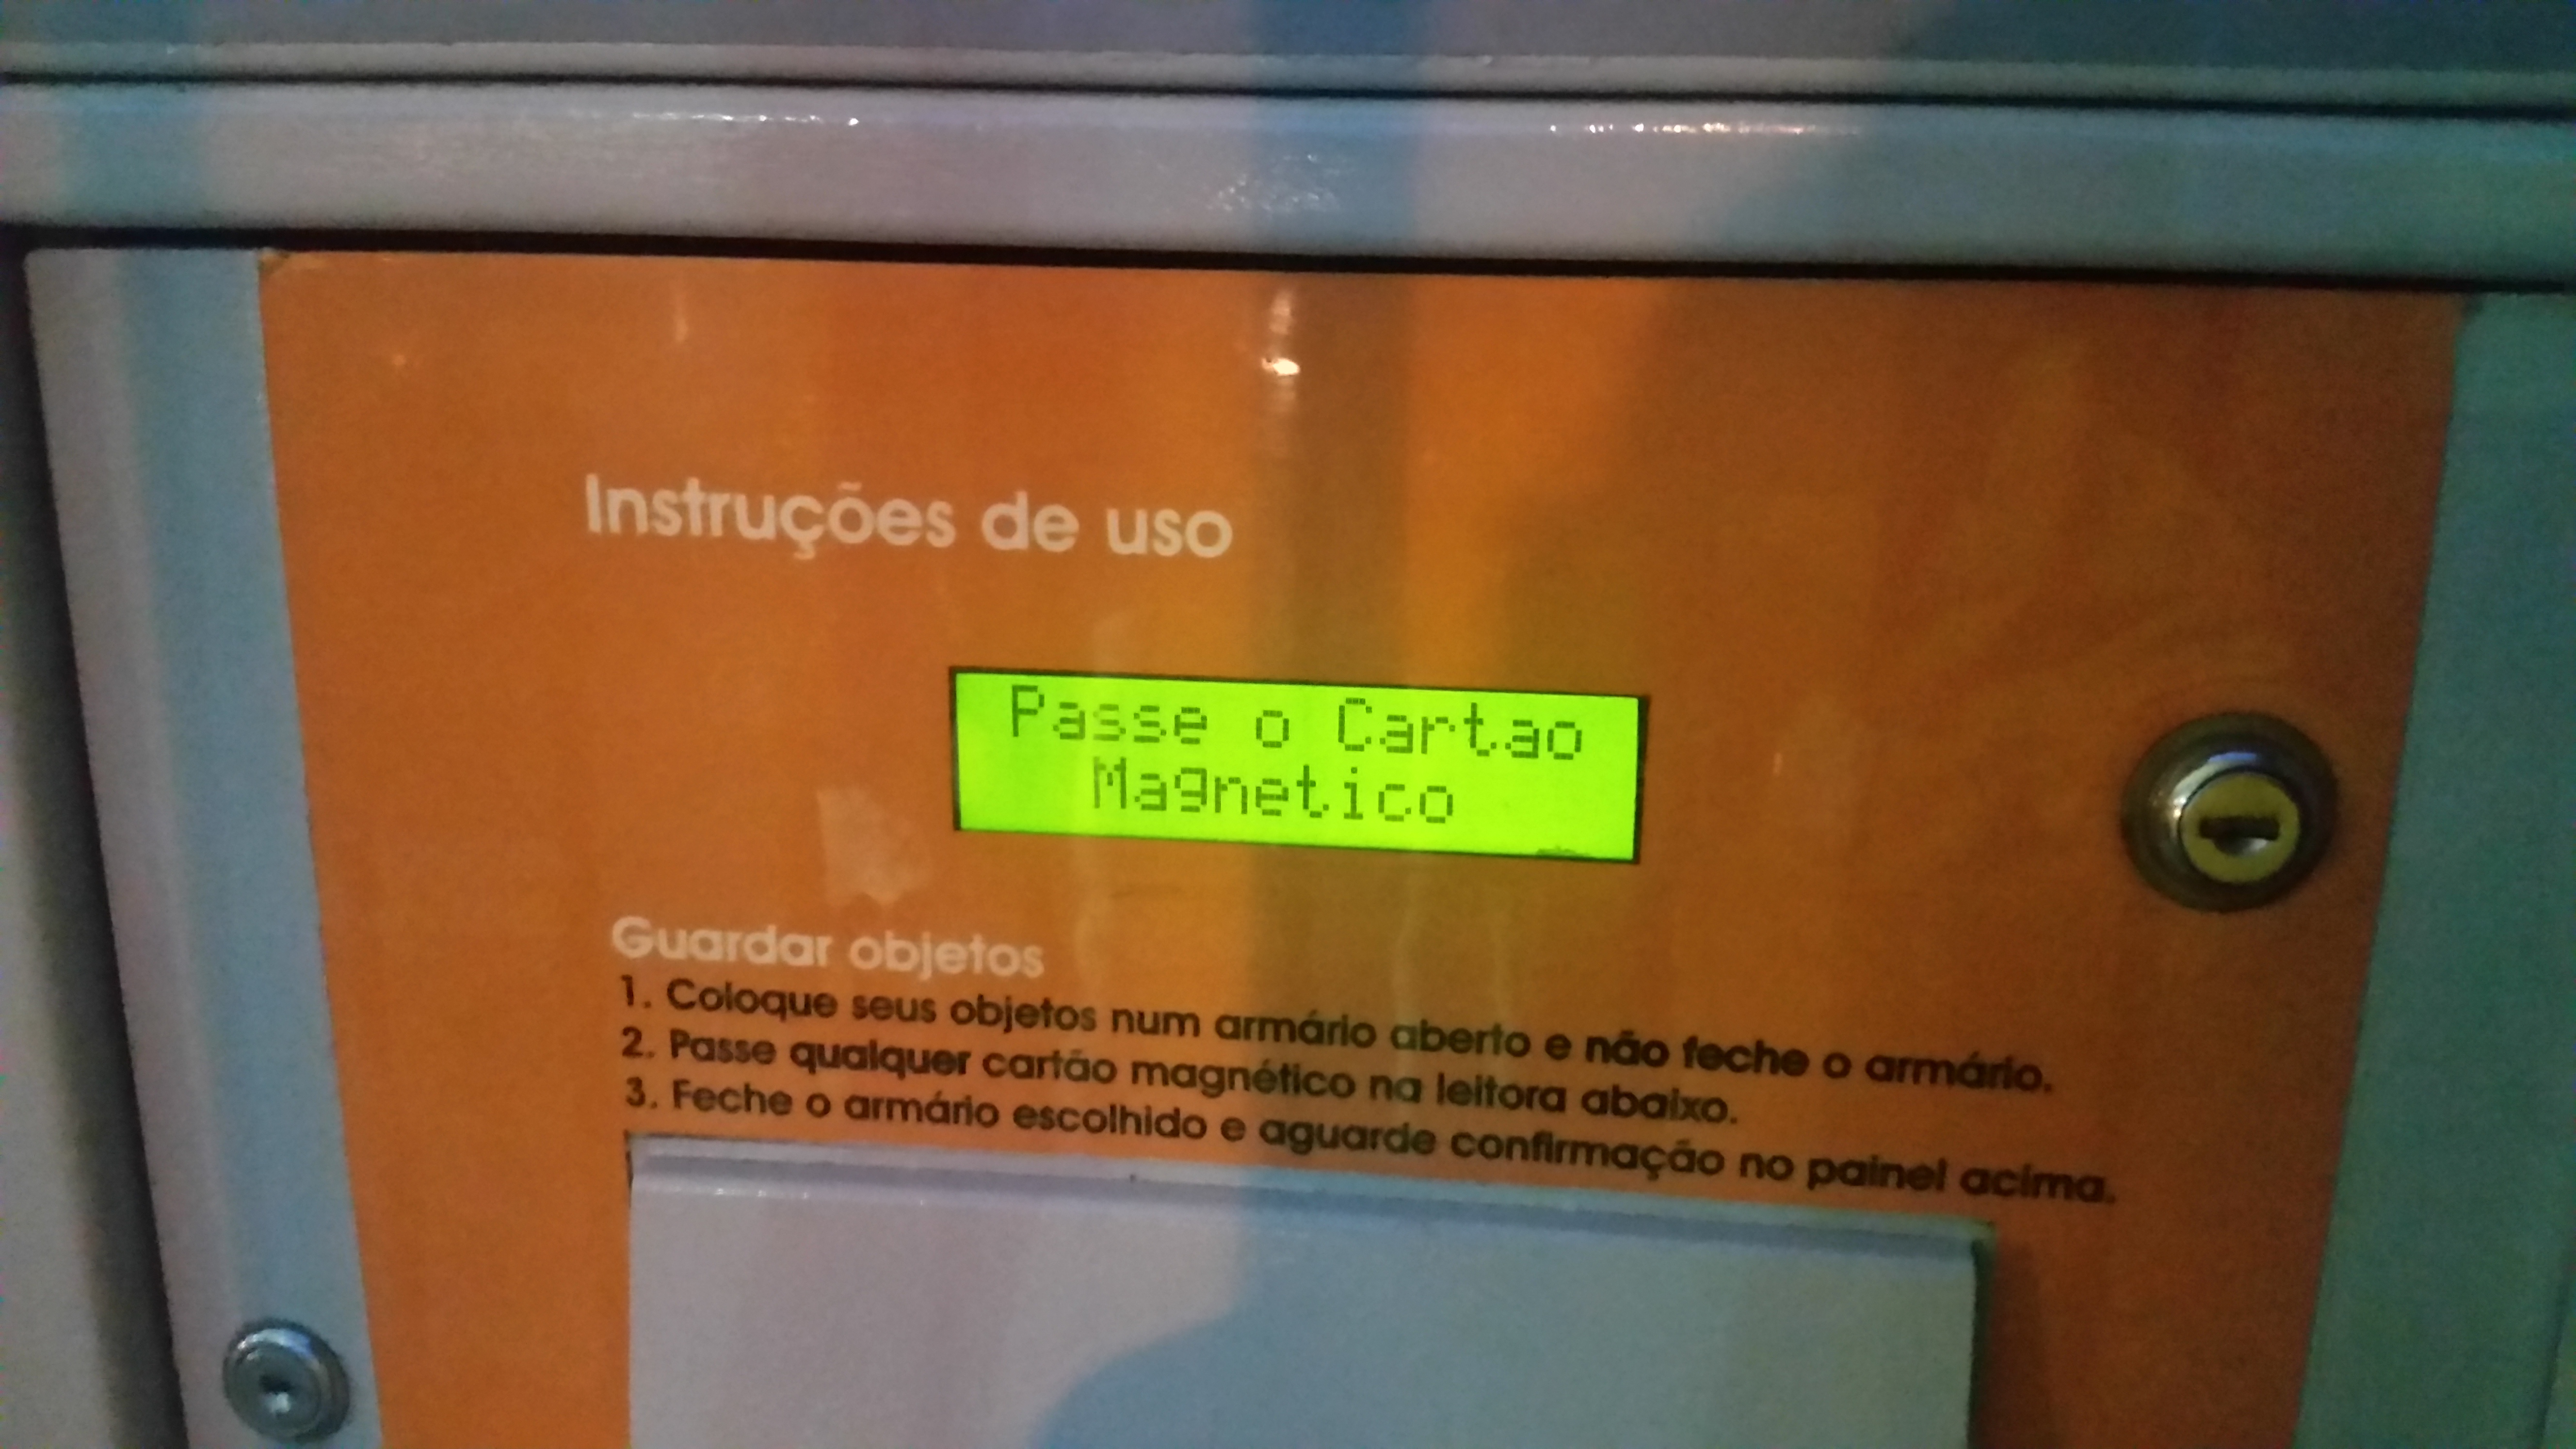 Instruções de uso
Passe o Cartao
Magnetico
Guardar objetos
1. Coloque seus objetos num armário aberto e não feche o armário.
2. Passe qualquer cartão magnético na leitora abaixo.
3. Feche o armário escolhido e aguarde confirmação no painel acima.